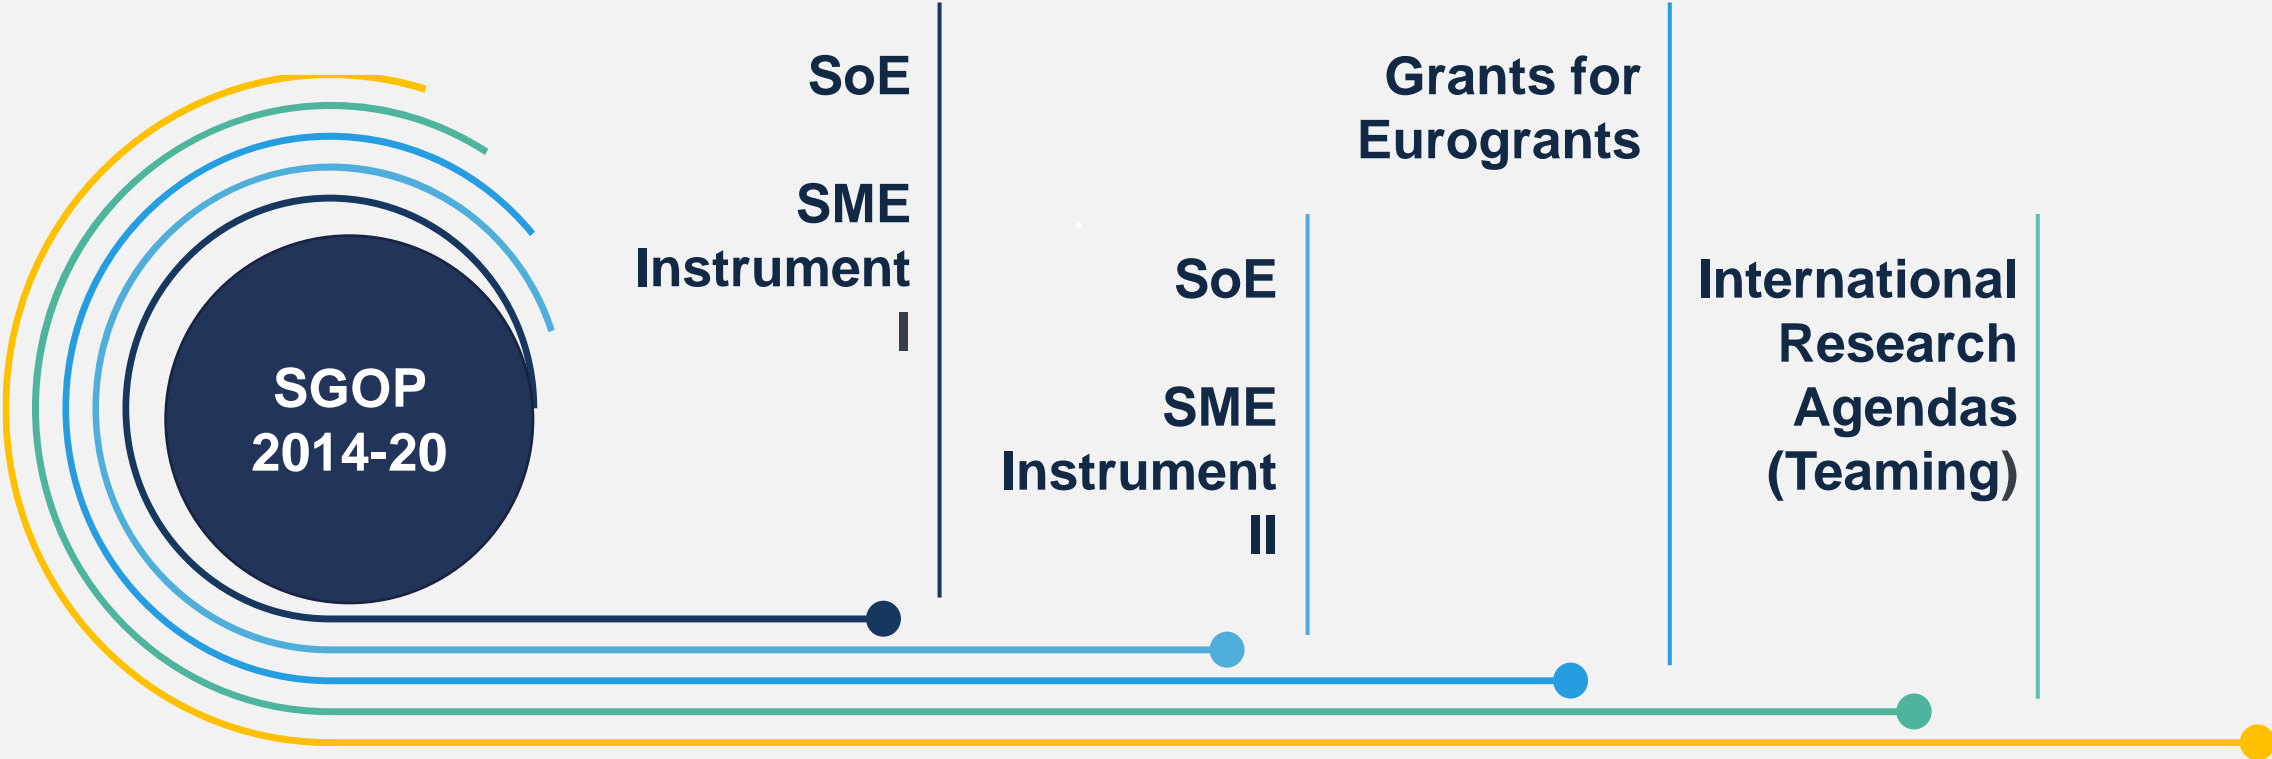 SGOP
2014-20
SoE
SME
Instrument
I
SoE
SME
Instrument
II
Grants for
Eurogrants
International
Research
Agendas
(Teaming)